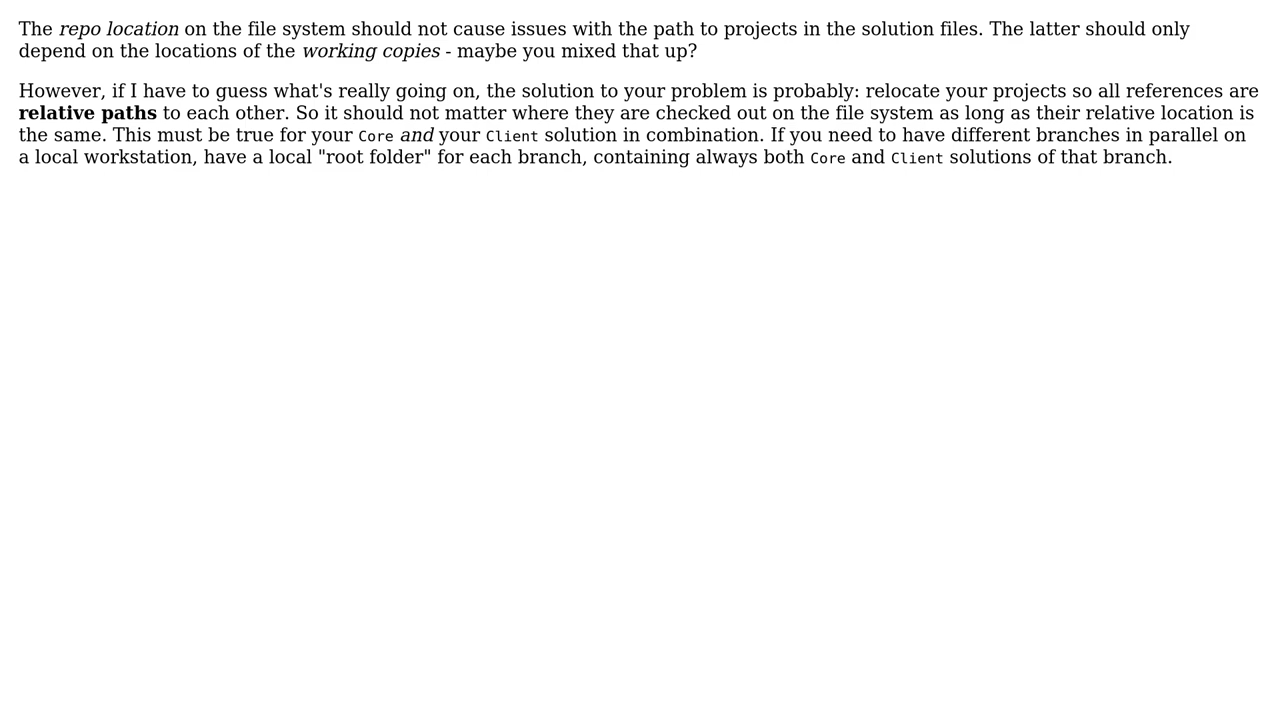 The repo location on the file system should not cause issues with the path to projects in the solution files. The latter should only
depend on the locations of the working copies - maybe you mixed that up?
However, if I have to guess what's really going on, the solution to your problem is probably: relocate your projects so all references are
relative paths to each other. So it should not matter where they are checked out on the file system as long as their relative location is
the same. This must be true for your Core and your Client solution in combination. If you need to have different branches in parallel on
a local workstation, have a local "root folder" for each branch, containing always both Core and Client solutions of that branch.